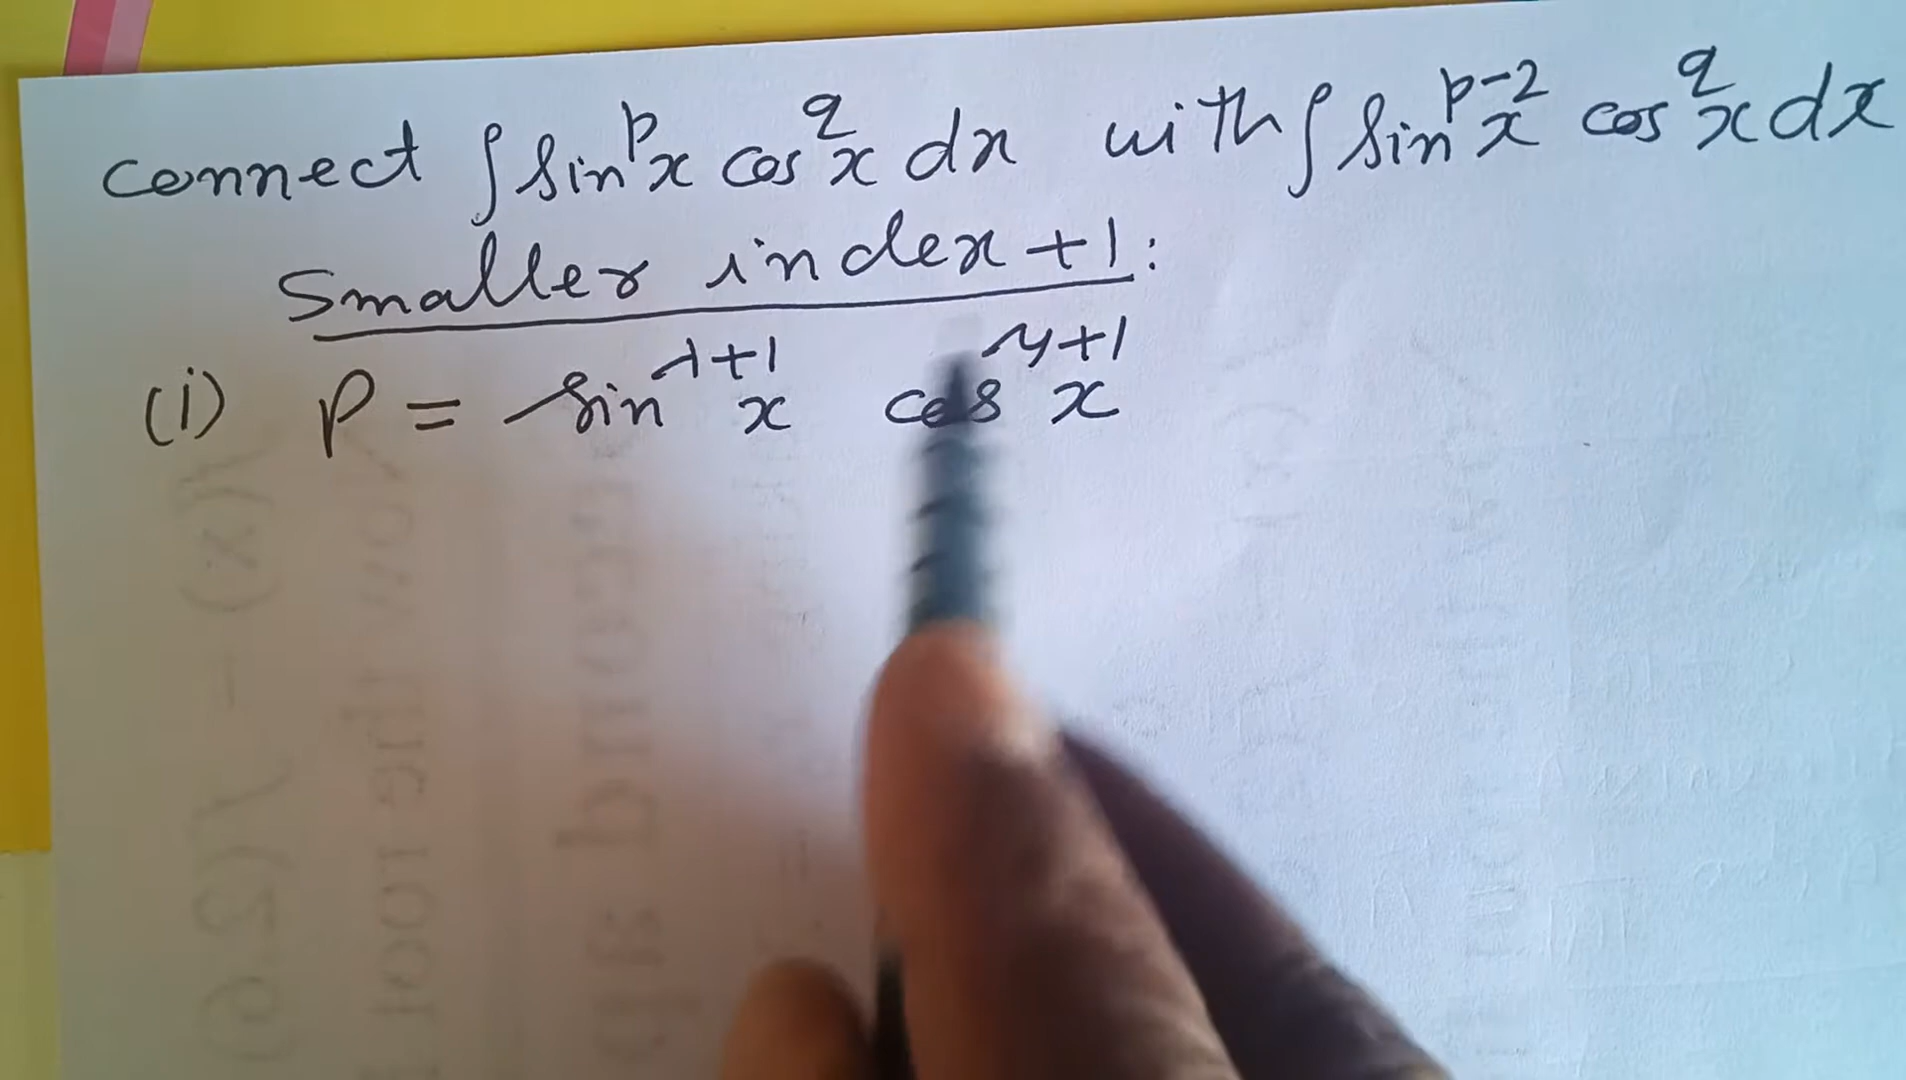 connect ∫ sin^p x cos^q x dx with ∫ sin^{p-2} x cos^q x dx
Smaller index + 1 :
(i) P = sin^{λ+1} x cos^{μ+1} x